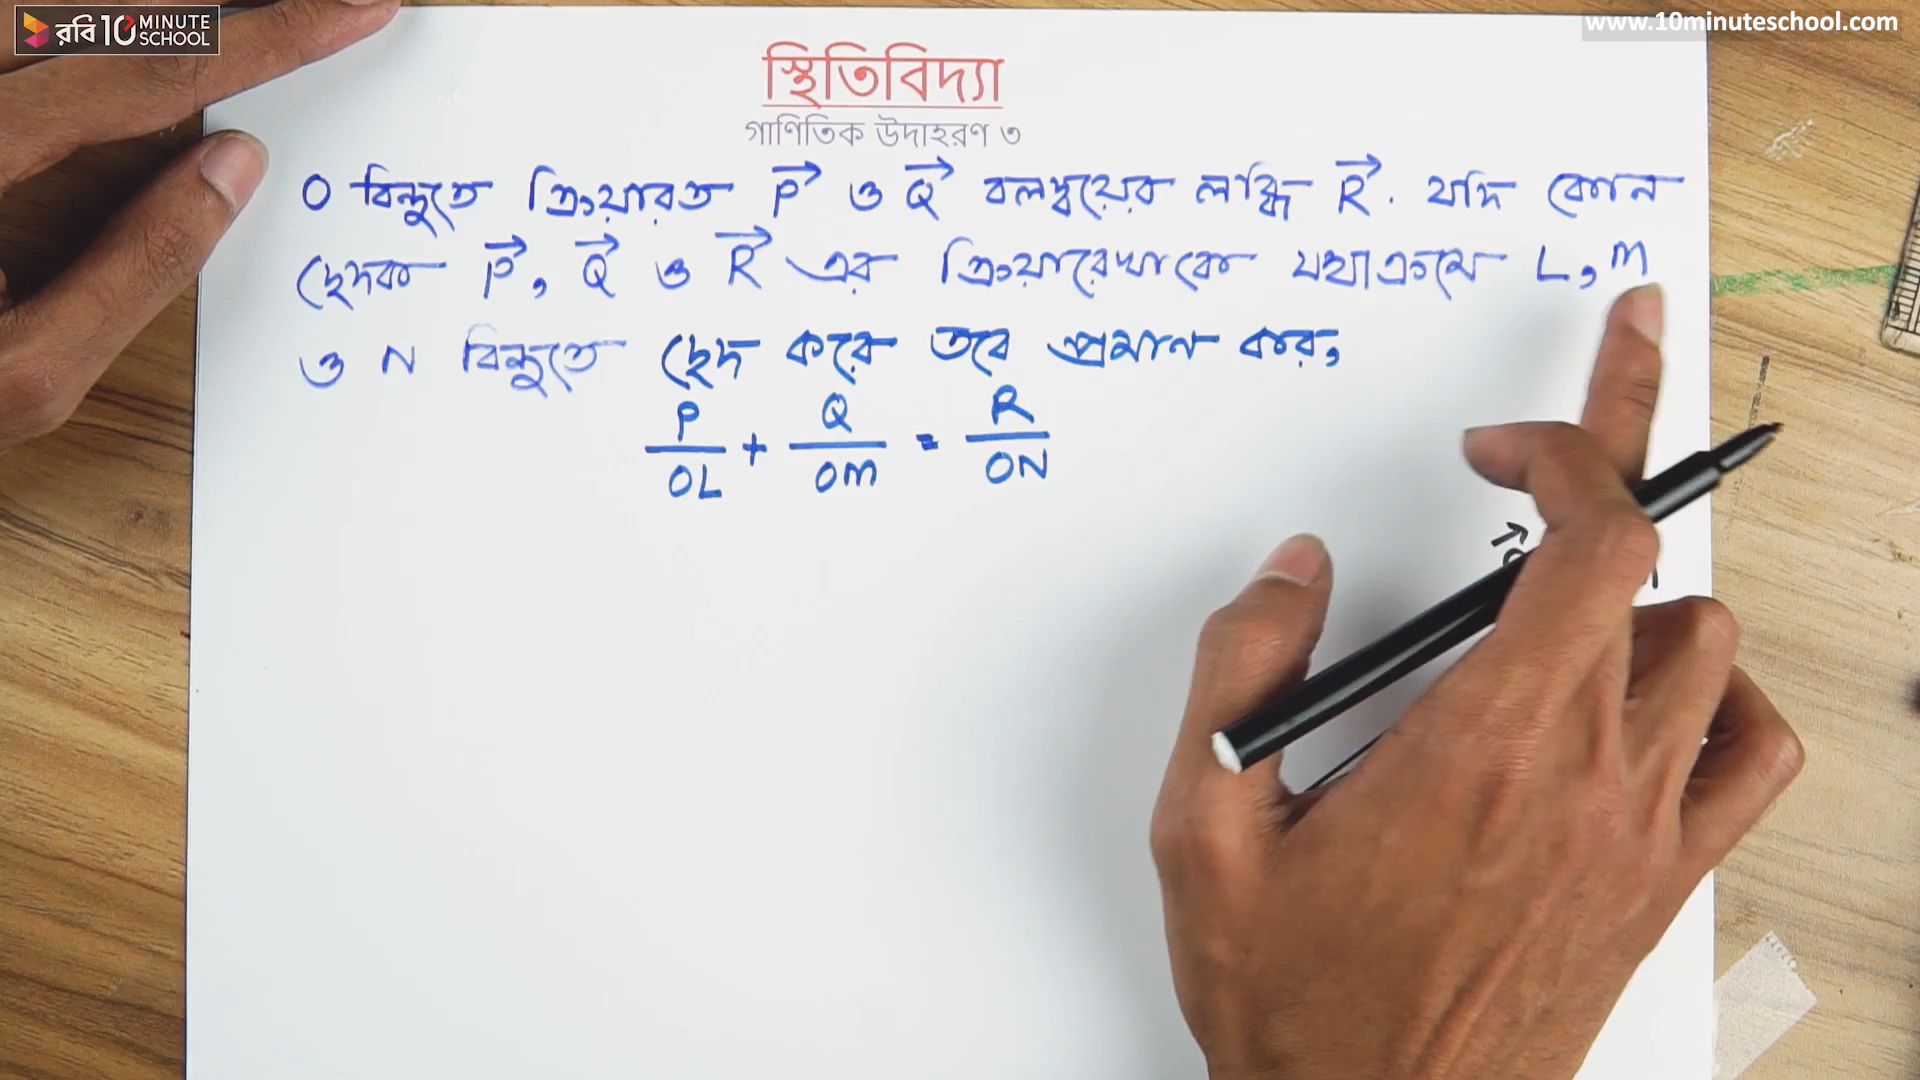 রবি 10 MINUTE SCHOOL
www.10minuteschool.com
স্থিতিবিদ্যা
গাণিতিক উদাহরণ ৩
O বিন্দুতে ক্রিয়ারত P→ ও Q→ বলদ্বয়ের লব্ধি R→. যদি কোন
ছেদক P→, Q→ ও R→ এর ক্রিয়ারেখাকে যথাক্রমে L, M
ও N বিন্দুতে ছেদ করে তবে প্রমান কর,
P/OL + Q/OM = R/ON